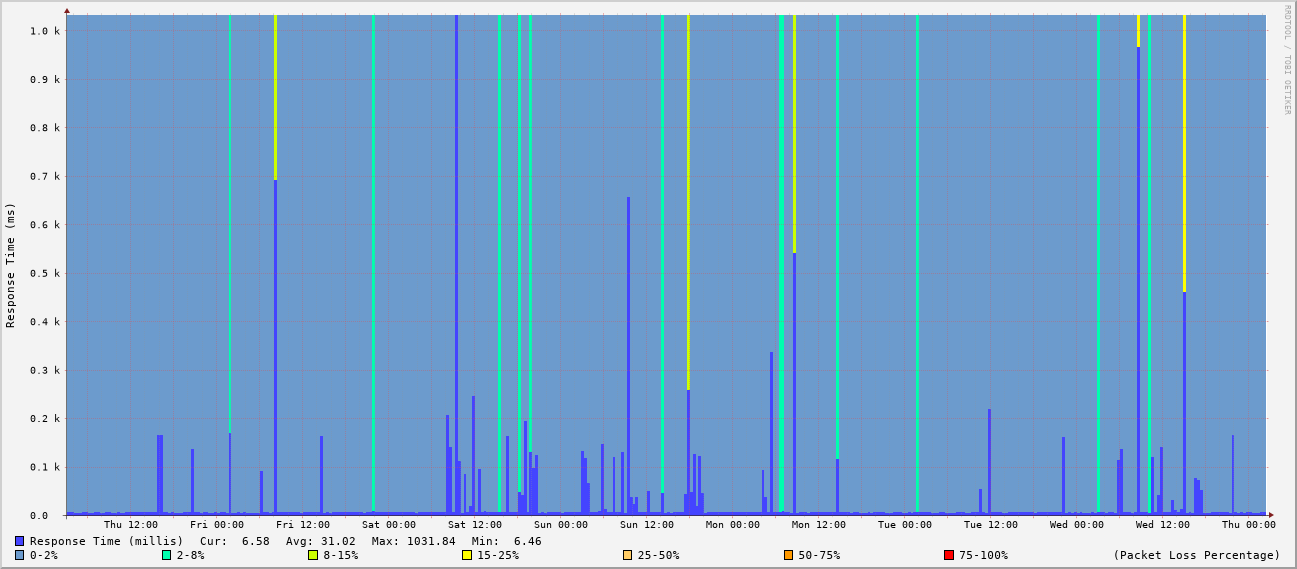 RRDTOOL / TOBI OETIKER
Response Time (ms)
1.0 k
0.9 k
0.8 k
0.7 k
0.6 k
0.5 k
0.4 k
0.3 k
0.2 k
0.1 k
0.0
Thu 12:00 Fri 00:00 Fri 12:00 Sat 00:00 Sat 12:00 Sun 00:00 Sun 12:00 Mon 00:00 Mon 12:00 Tue 00:00 Tue 12:00 Wed 00:00 Wed 12:00 Thu 00:00
Response Time (millis) Cur: 6.58 Avg: 31.02 Max: 1031.84 Min: 6.46
0-2% 2-8% 8-15% 15-25% 25-50% 50-75% 75-100% (Packet Loss Percentage)